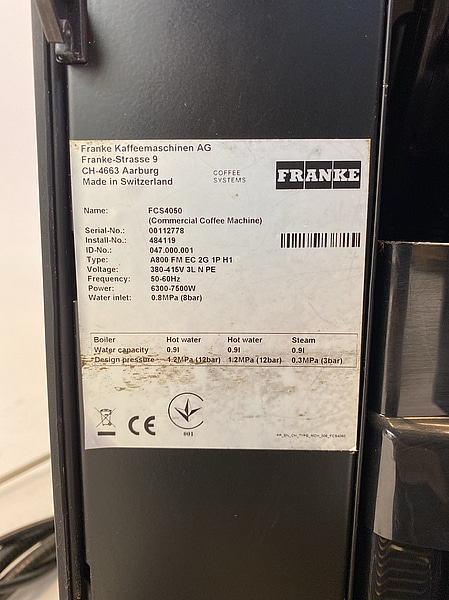 Franke Kaffeemaschinen AG
Franke-Strasse 9
CH-4663 Aarburg
Made in Switzerland
COFFEE
SYSTEMS
FRANKE
Name: FCS4050
(Commercial Coffee Machine)
Serial-No.: 00112778
Install-No.: 484119
ID-No.: 047.000.001
Type: A800 FM EC 2G 1P H1
Voltage: 380-415V 3L N PE
Frequency: 50-60Hz
Power: 6300-7500W
Water inlet: 0.8MPa (8bar)
Boiler Hot water Hot water Steam
Water capacity 0.9l 0.9l 0.9l
Design pressure 1.2MPa (12bar) 1.2MPa (12bar) 0.3MPa (3bar)
CE
001